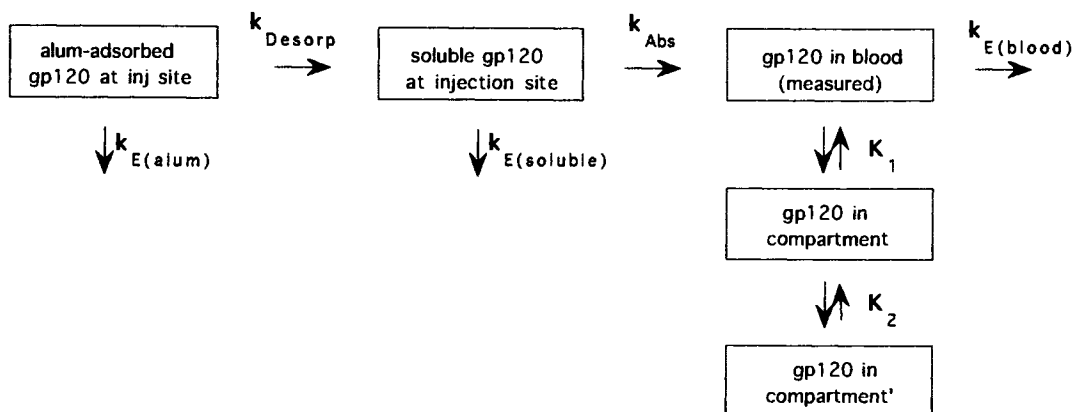 k Desorp
k Abs
k E(blood)
alum-adsorbed
gp120 at inj site
soluble gp120
at injection site
gp120 in blood
(measured)
k E(alum)
k E(soluble)
K 1
gp120 in
compartment
K 2
gp120 in
compartment'